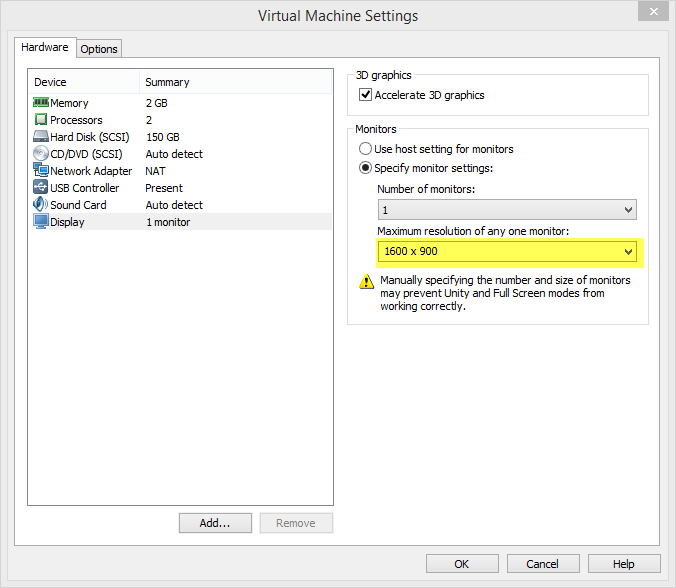 Virtual Machine Settings
Hardware
Options
Device Summary
Memory 2 GB
Processors 2
Hard Disk (SCSI) 150 GB
CD/DVD (SCSI) Auto detect
Network Adapter NAT
USB Controller Present
Sound Card Auto detect
Display 1 monitor
Add...
Remove
3D graphics
Accelerate 3D graphics
Monitors
Use host setting for monitors
Specify monitor settings:
Number of monitors:
1
Maximum resolution of any one monitor:
1600 x 900
Manually specifying the number and size of monitors
may prevent Unity and Full Screen modes from
working correctly.
OK
Cancel
Help